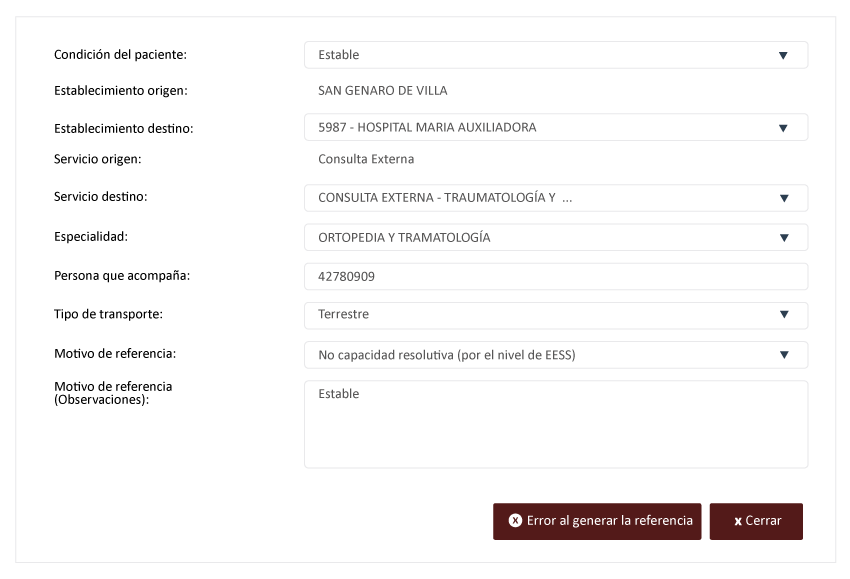 Condición del paciente: Estable
Establecimiento origen: SAN GENARO DE VILLA
Establecimiento destino: 5987 - HOSPITAL MARIA AUXILIADORA
Servicio origen: Consulta Externa
Servicio destino: CONSULTA EXTERNA - TRAUMATOLOGÍA Y ...
Especialidad: ORTOPEDIA Y TRAMATOLOGÍA
Persona que acompaña: 42780909
Tipo de transporte: Terrestre
Motivo de referencia: No capacidad resolutiva (por el nivel de EESS)
Motivo de referencia
(Observaciones): Estable
x Error al generar la referencia x Cerrar